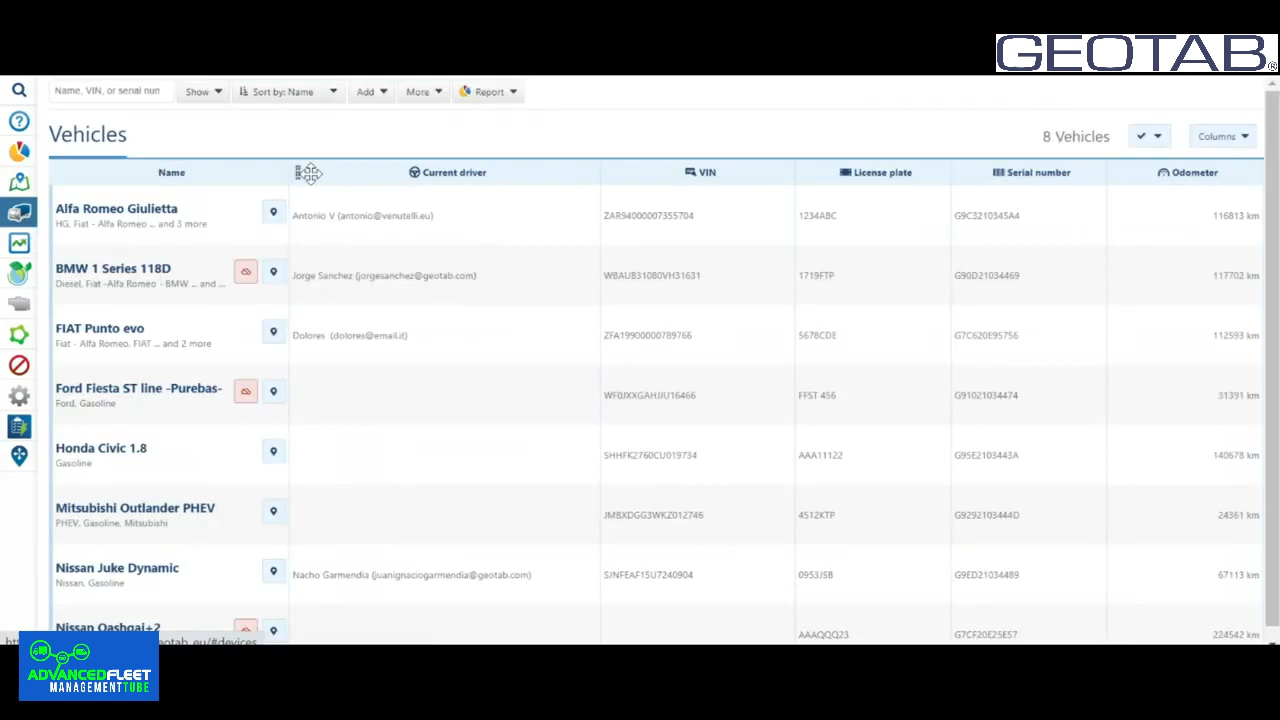 GEOTAB®
Name, VIN, or serial nun
Show
Sort by: Name
Add
More
Report
Vehicles
8 Vehicles
Columns
Name
Current driver
VIN
License plate
Serial number
Odometer
Alfa Romeo Giulietta
HG, Fiat - Alfa Romeo ... and 3 more
Antonio V (antonio@venutelli.eu)
ZAR94000007355704
1234ABC
G9C3210345A4
116813 km
BMW 1 Series 118D
Diesel, Fiat -Alfa Romeo - BMW ... and ...
Jorge Sanchez (jorgesanchez@geotab.com)
WBAUB31080VH31631
1719FTP
G90D21034469
117702 km
FIAT Punto evo
Fiat - Alfa Romeo, FIAT ... and 2 more
Dolores (dolores@email.it)
ZFA19900000789766
5678CDE
G7C620E95756
112593 km
Ford Fiesta ST line -Purebas-
Ford, Gasoline
WF0JXXGAHJJU16466
FFST 456
G91021034474
31391 km
Honda Civic 1.8
Gasoline
SHHFK2760CU019734
AAA11122
G95E2103443A
140678 km
Mitsubishi Outlander PHEV
PHEV, Gasoline, Mitsubishi
JMBXDGG3WKZ012746
4512KTP
G9292103444D
24361 km
Nissan Juke Dynamic
Nissan, Gasoline
Nacho Garmendia (juanignaciogarmendia@geotab.com)
SJNFEAF15U7240904
0953JSB
G9ED21034489
67113 km
Nissan Qashqai+2
AAAQQQ23
G7CF20E25E57
224542 km
eotab.eu/#devices
ADVANCEDFLEET
MANAGEMENTTUBE